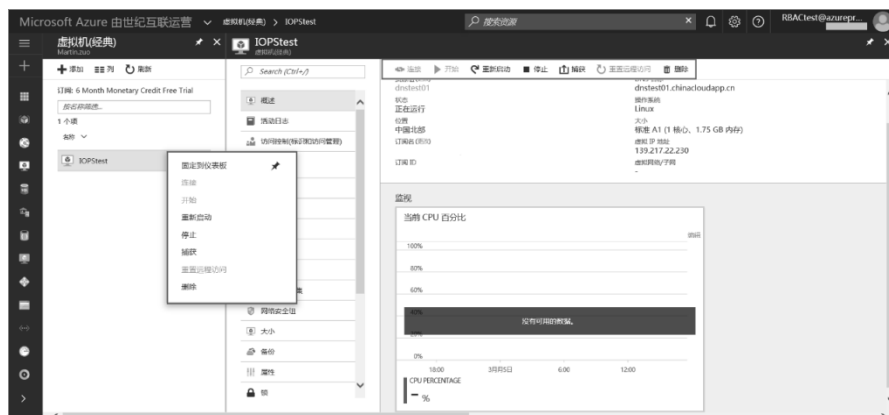 Microsoft Azure 由世纪互联运营 虚拟机(经典) > IOPStest
搜索资源
RBACtest@azurepr...
虚拟机(经典)
Martin.zuo
IOPStest
虚拟机(经典)
添加 列 刷新
订阅: 6 Month Monetary Credit Free Trial
按名称筛选...
1 个项
名称
IOPStest
固定到仪表板
连接
开始
重新启动
停止
捕获
重置远程访问
删除
Search (Ctrl+/)
概述
活动日志
访问控制(标识和访问管理)
集
网络安全组
大小
备份
属性
锁
连接 开始 重新启动 停止 捕获 重置远程访问 删除
dnstest01
dnstest01.chinacloudapp.cn
状态
正在运行
操作系统
Linux
位置
中国北部
大小
标准 A1 (1 核心、1.75 GB 内存)
订阅名
虚拟 IP 地址
139.217.22.230
订阅 ID
虚拟网络/子网
-
监视
当前 CPU 百分比
编辑
100%
80%
60%
40%
没有可用的数据。
20%
0%
18:00 3月5日 6:00 12:00
CPU PERCENTAGE
- %